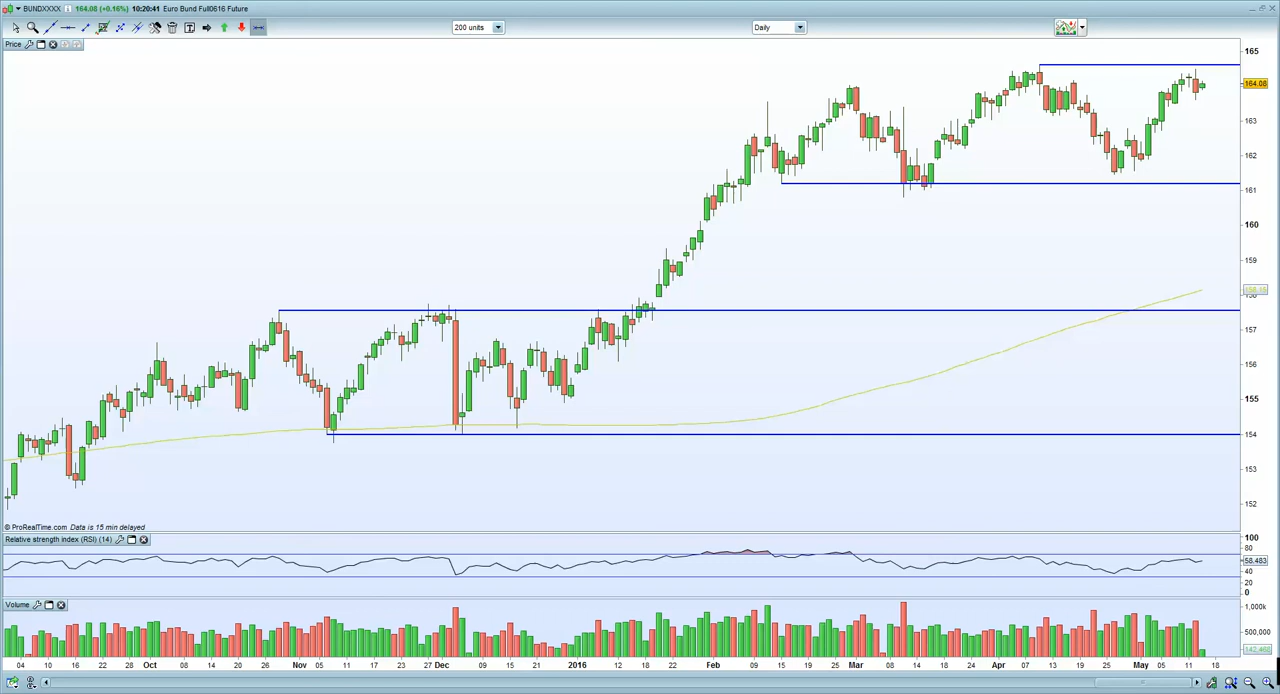 BUNDXXXX 164.08 (+0.16%) 10:20:41 Euro Bund Full0616 Future
200 units
Daily
Price
165
164.08
163
162
161
160
159
158
157
156
155
154
153
152
© ProRealTime.com Data is 15 min delayed
Relative strength index (RSI) (14)
100
80
58.483
40
20
0
Volume
1,000k
500,000
142,468
04 10 16 22 28 Oct 08 14 20 26 Nov 05 11 17 23 27 Dec 09 15 21 2016 12 18 22 Feb 09 15 19 25 Mar 08 14 18 24 Apr 07 13 19 25 May 05 11 18